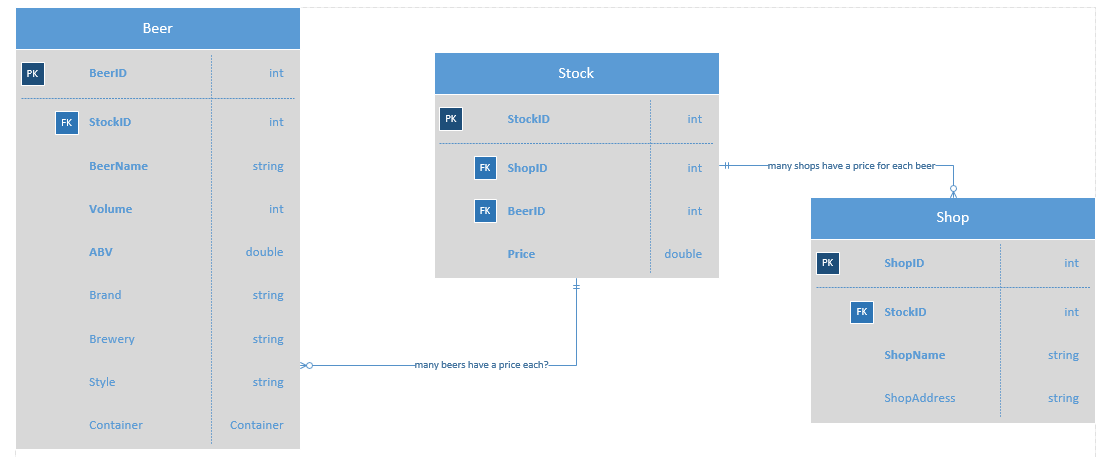 Beer
PK BeerID int
FK StockID int
BeerName string
Volume int
ABV double
Brand string
Brewery string
Style string
Container Container
Stock
PK StockID int
FK ShopID int
FK BeerID int
Price double
many shops have a price for each beer
many beers have a price each?
Shop
PK ShopID int
FK StockID int
ShopName string
ShopAddress string